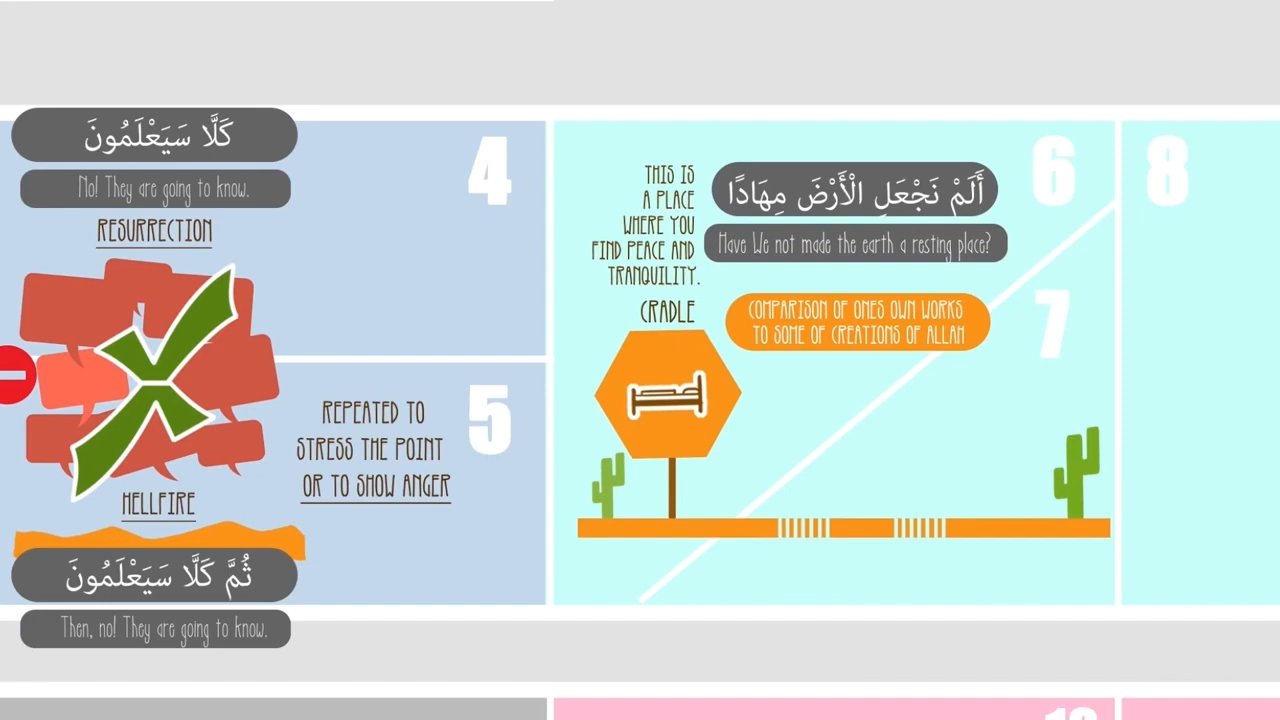 كَلَّا سَيَعْلَمُونَ
No! They are going to know.
RESURRECTION
4
HELLFIRE
ثُمَّ كَلَّا سَيَعْلَمُونَ
Then, no! They are going to know.
5
REPEATED TO
STRESS THE POINT
OR TO SHOW ANGER
6
أَلَمْ نَجْعَلِ الْأَرْضَ مِهَادًا
Have We not made the earth a resting place?
THIS IS
A PLACE
WHERE YOU
FIND PEACE AND
TRANQUILITY.
CRADLE
COMPARISON OF ONES OWN WORKS
TO SOME OF CREATIONS OF ALLAH
7
8